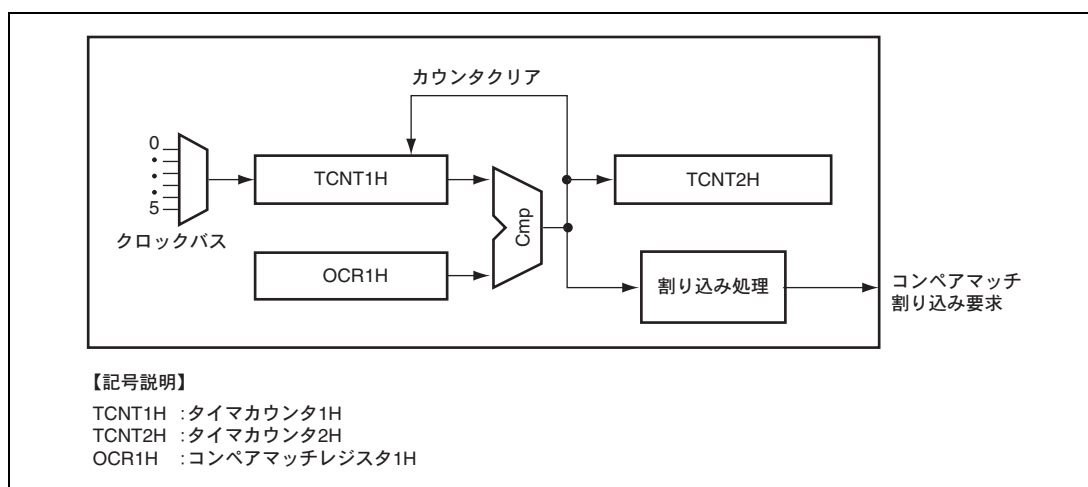 カウンタクリア
0
5
クロックバス
TCNT1H
OCR1H
Cmp
TCNT2H
割り込み処理
コンペアマッチ
割り込み要求
【記号説明】
TCNT1H :タイマカウンタ1H
TCNT2H :タイマカウンタ2H
OCR1H :コンペアマッチレジスタ1H